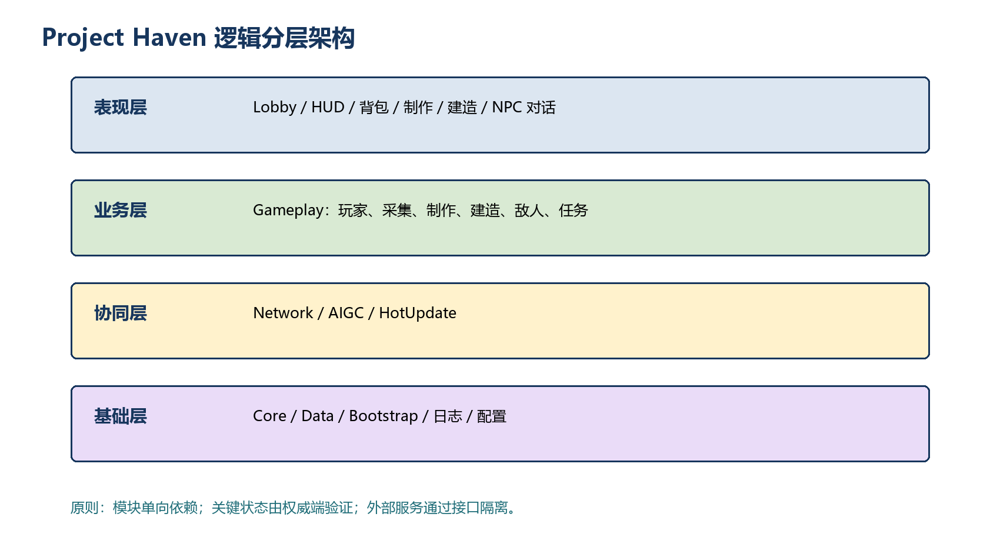 Project Haven 逻辑分层架构
表现层
Lobby / HUD / 背包 / 制作 / 建造 / NPC 对话
业务层
Gameplay：玩家、采集、制作、建造、敌人、任务
协同层
Network / AIGC / HotUpdate
基础层
Core / Data / Bootstrap / 日志 / 配置
原则：模块单向依赖；关键状态由权威端验证；外部服务通过接口隔离。